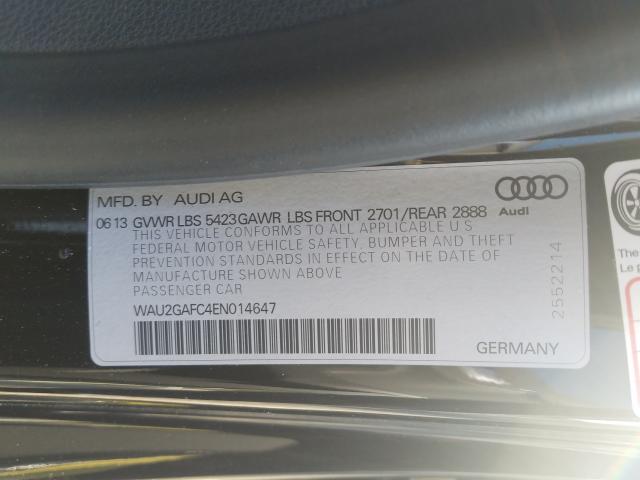 MFD. BY AUDI AG
Audi
06 13 GVWR LBS 5423 GAWR LBS FRONT 2701/REAR 2888
THIS VEHICLE CONFORMS TO ALL APPLICABLE U S
FEDERAL MOTOR VEHICLE SAFETY, BUMPER AND THEFT
PREVENTION STANDARDS IN EFFECT ON THE DATE OF
MANUFACTURE SHOWN ABOVE
PASSENGER CAR
WAU2GAFC4EN014647
GERMANY
2552214
The
Le